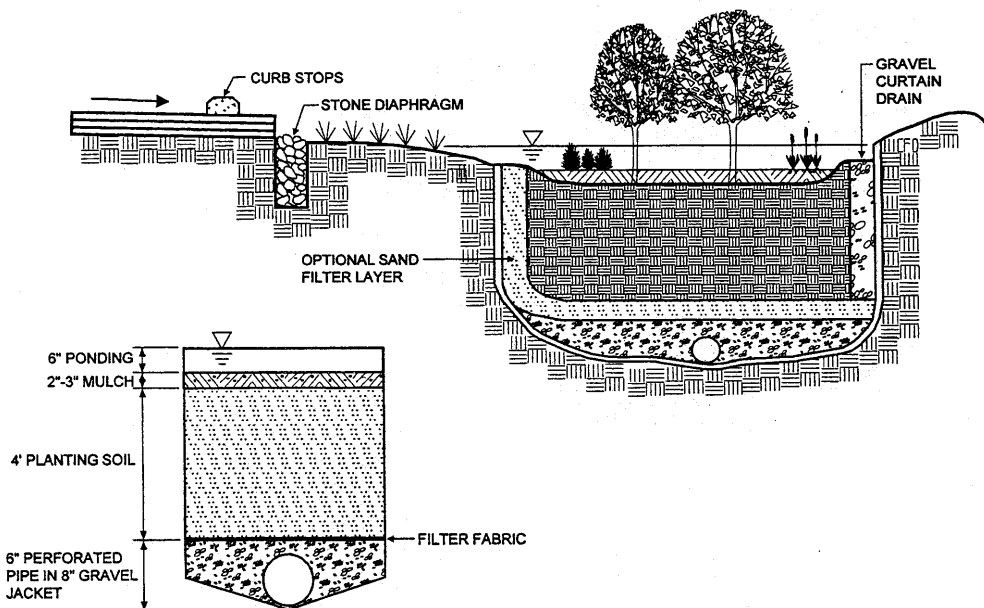 CURB STOPS
STONE DIAPHRAGM
GRAVEL
CURTAIN
DRAIN
OPTIONAL SAND
FILTER LAYER
6" PONDING
2"-3" MULCH
4' PLANTING SOIL
FILTER FABRIC
6" PERFORATED
PIPE IN 8" GRAVEL
JACKET